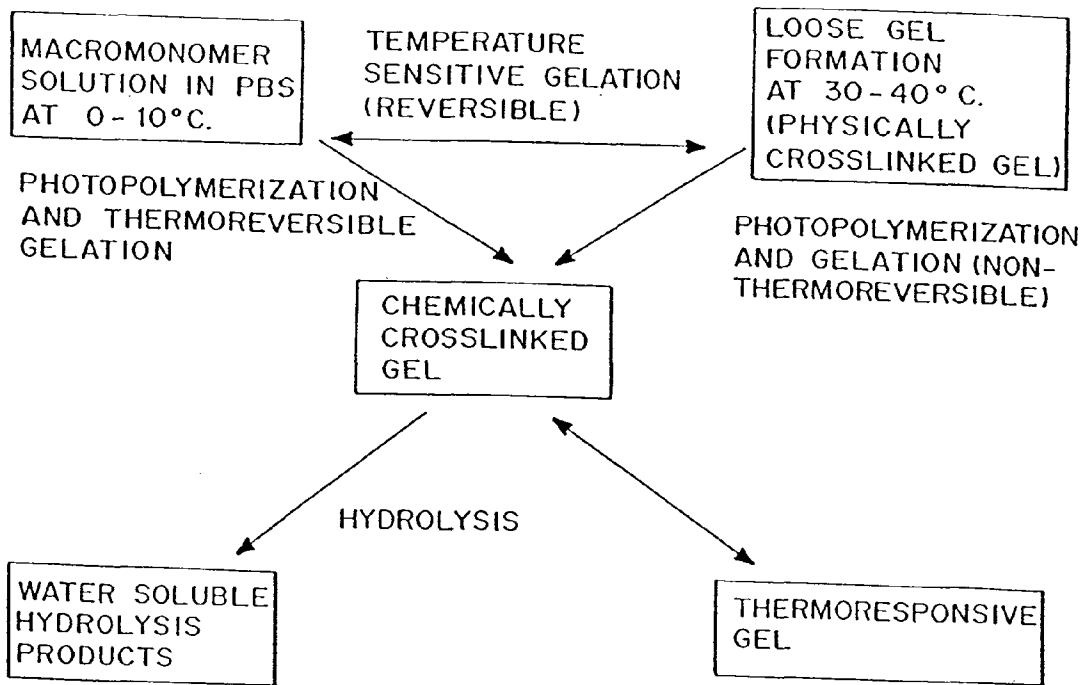 MACROMONOMER
SOLUTION IN PBS
AT 0-10°C.
TEMPERATURE
SENSITIVE GELATION
(REVERSIBLE)
LOOSE GEL
FORMATION
AT 30-40°C.
(PHYSICALLY
CROSSLINKED GEL)
PHOTOPOLYMERIZATION
AND THERMOREVERSIBLE
GELATION
PHOTOPOLYMERIZATION
AND GELATION (NON-
THERMOREVERSIBLE)
CHEMICALLY
CROSSLINKED
GEL
HYDROLYSIS
WATER SOLUBLE
HYDROLYSIS
PRODUCTS
THERMORESPONSIVE
GEL